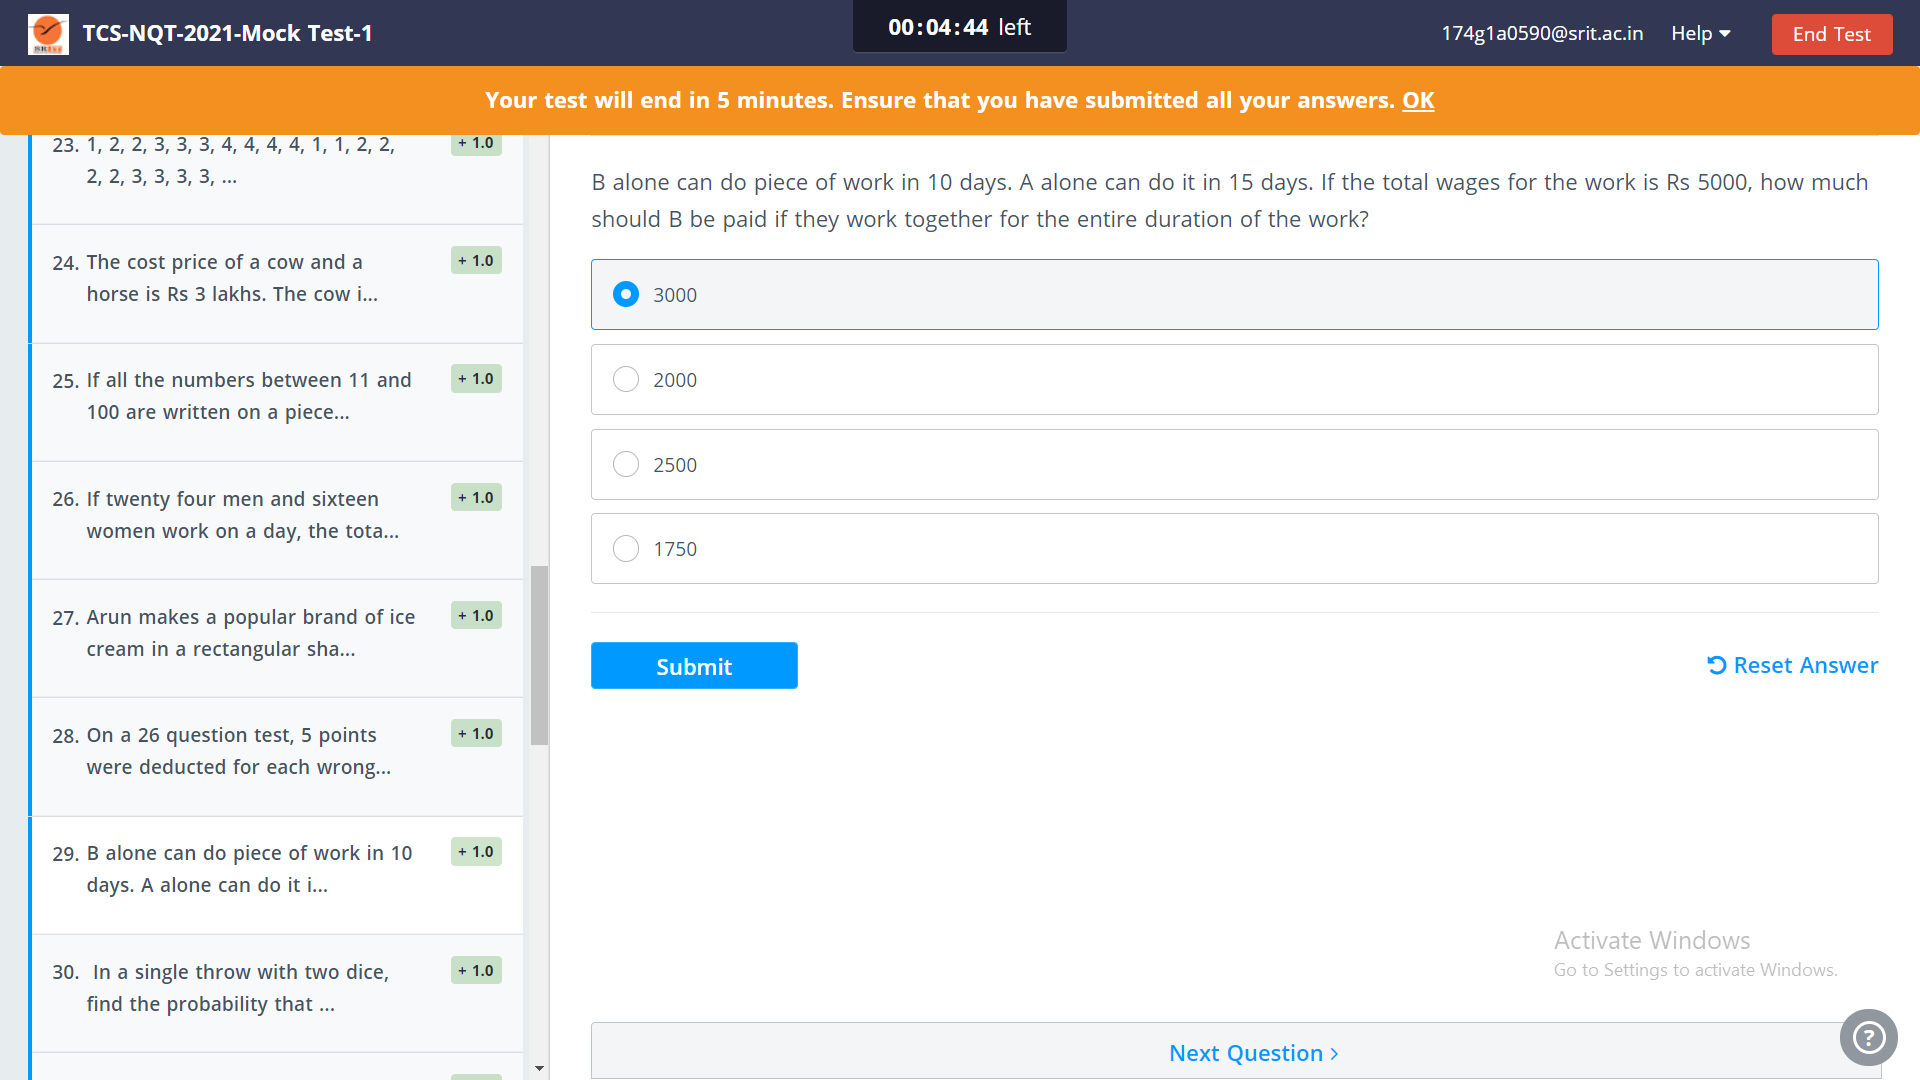 TCS-NQT-2021-Mock Test-1
00:04:44 left
174g1a0590@srit.ac.in
Help
End Test
Your test will end in 5 minutes. Ensure that you have submitted all your answers. OK
23. 1, 2, 2, 3, 3, 3, 4, 4, 4, 4, 1, 1, 2, 2,
2, 2, 3, 3, 3, 3, ...
+ 1.0
24. The cost price of a cow and a
horse is Rs 3 lakhs. The cow i...
+ 1.0
25. If all the numbers between 11 and
100 are written on a piece...
+ 1.0
26. If twenty four men and sixteen
women work on a day, the tota...
+ 1.0
27. Arun makes a popular brand of ice
cream in a rectangular sha...
+ 1.0
28. On a 26 question test, 5 points
were deducted for each wrong...
+ 1.0
29. B alone can do piece of work in 10
days. A alone can do it i...
+ 1.0
30. In a single throw with two dice,
find the probability that ...
+ 1.0
B alone can do piece of work in 10 days. A alone can do it in 15 days. If the total wages for the work is Rs 5000, how much
should B be paid if they work together for the entire duration of the work?
3000
2000
2500
1750
Submit
Reset Answer
Activate Windows
Go to Settings to activate Windows.
Next Question >
?